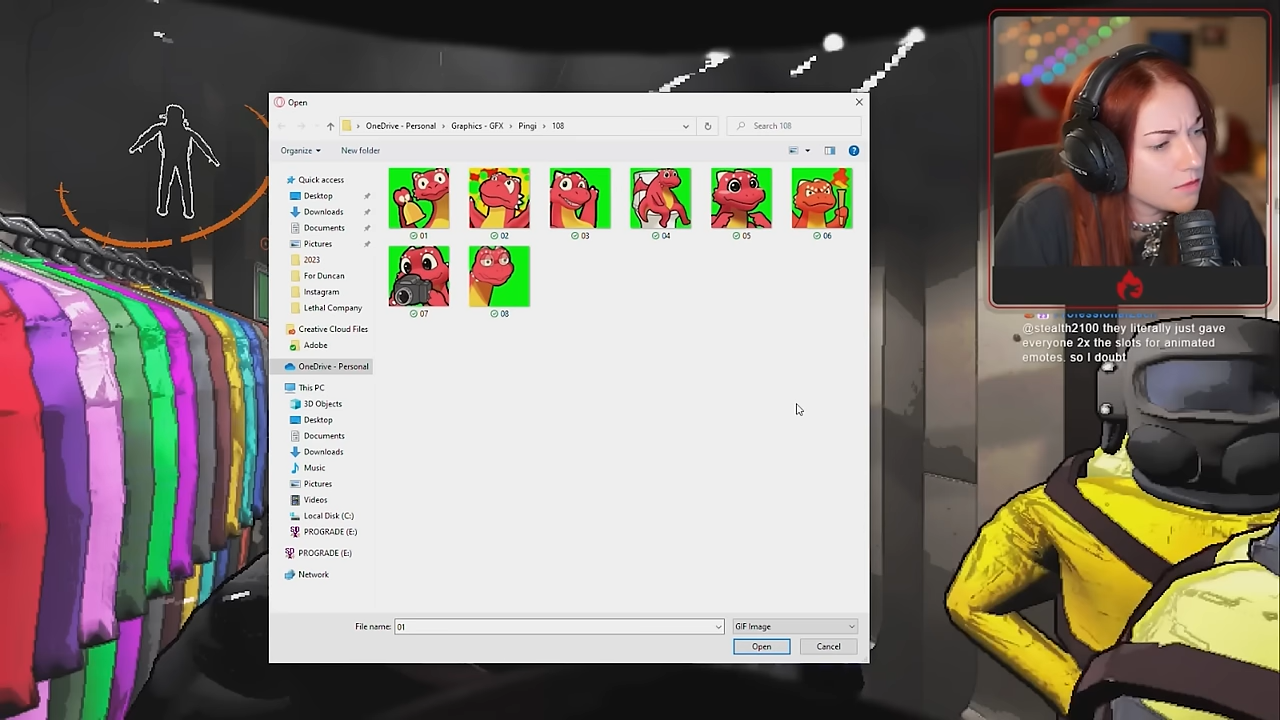 Open
OneDrive - Personal
Graphics - GFX
Pingi
108
Search 108
Organize
New folder
Quick access
Desktop
Downloads
Documents
Pictures
2023
For Duncan
Instagram
Lethal Company
Creative Cloud Files
Adobe
OneDrive - Personal
This PC
3D Objects
Desktop
Documents
Downloads
Music
Pictures
Videos
Local Disk (C:)
PROGRADE (E:)
PROGRADE (E:)
Network
01 02 03 04 05 06
07 08
File name: 01
GIF Image
Open Cancel
@stealth2100 they literally just gave
everyone 2x the slots for animated
emotes. so I doubt